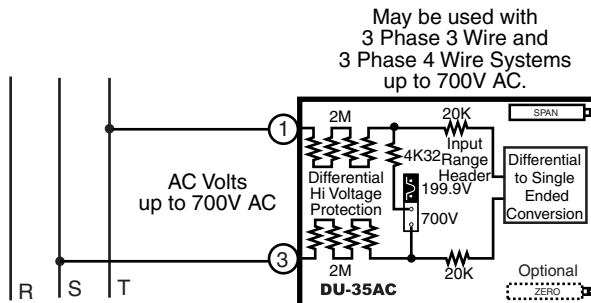 May be used with
3 Phase 3 Wire and
3 Phase 4 Wire Systems
up to 700V AC.
SPAN
1
2M
20K
4K32
Input
Range
Header
Differential
Hi Voltage
Protection
199.9V
700V
Differential
to Single
Ended
Conversion
AC Volts
up to 700V AC
3
2M
20K
DU-35AC
Optional
ZERO
R
S
T